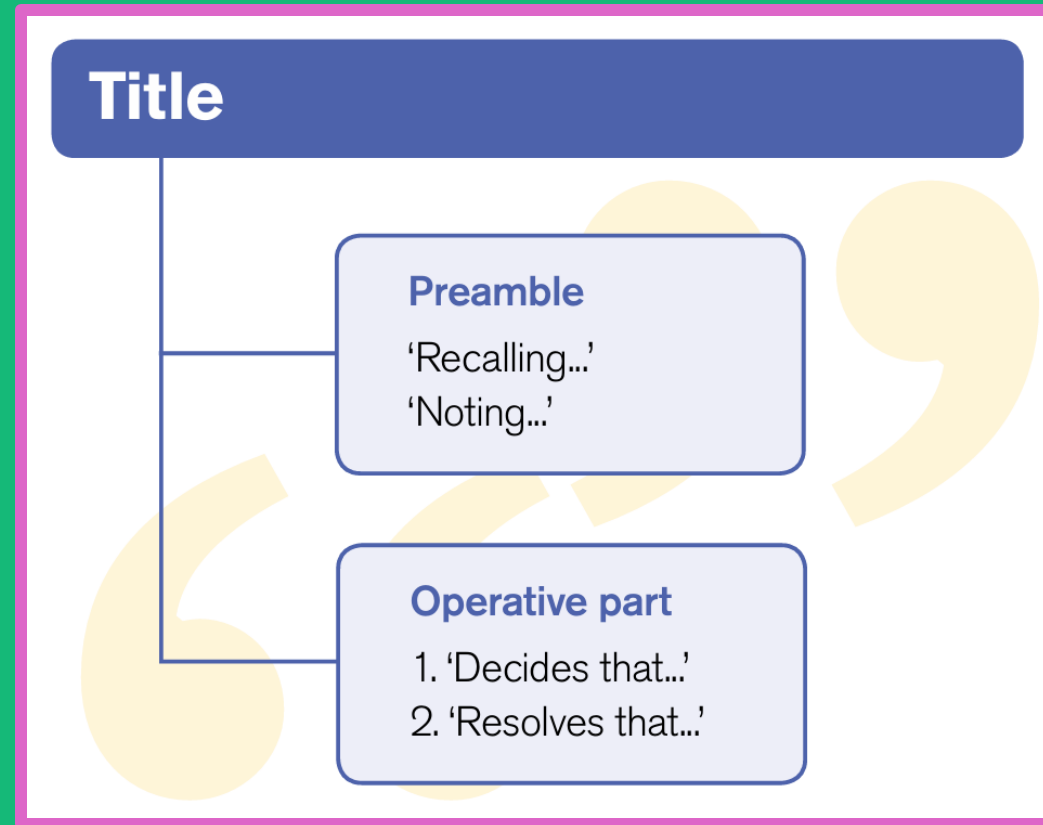 Title
Preamble
‘Recalling...’
‘Noting...’
Operative part
1. ‘Decides that...’
2. ‘Resolves that...’